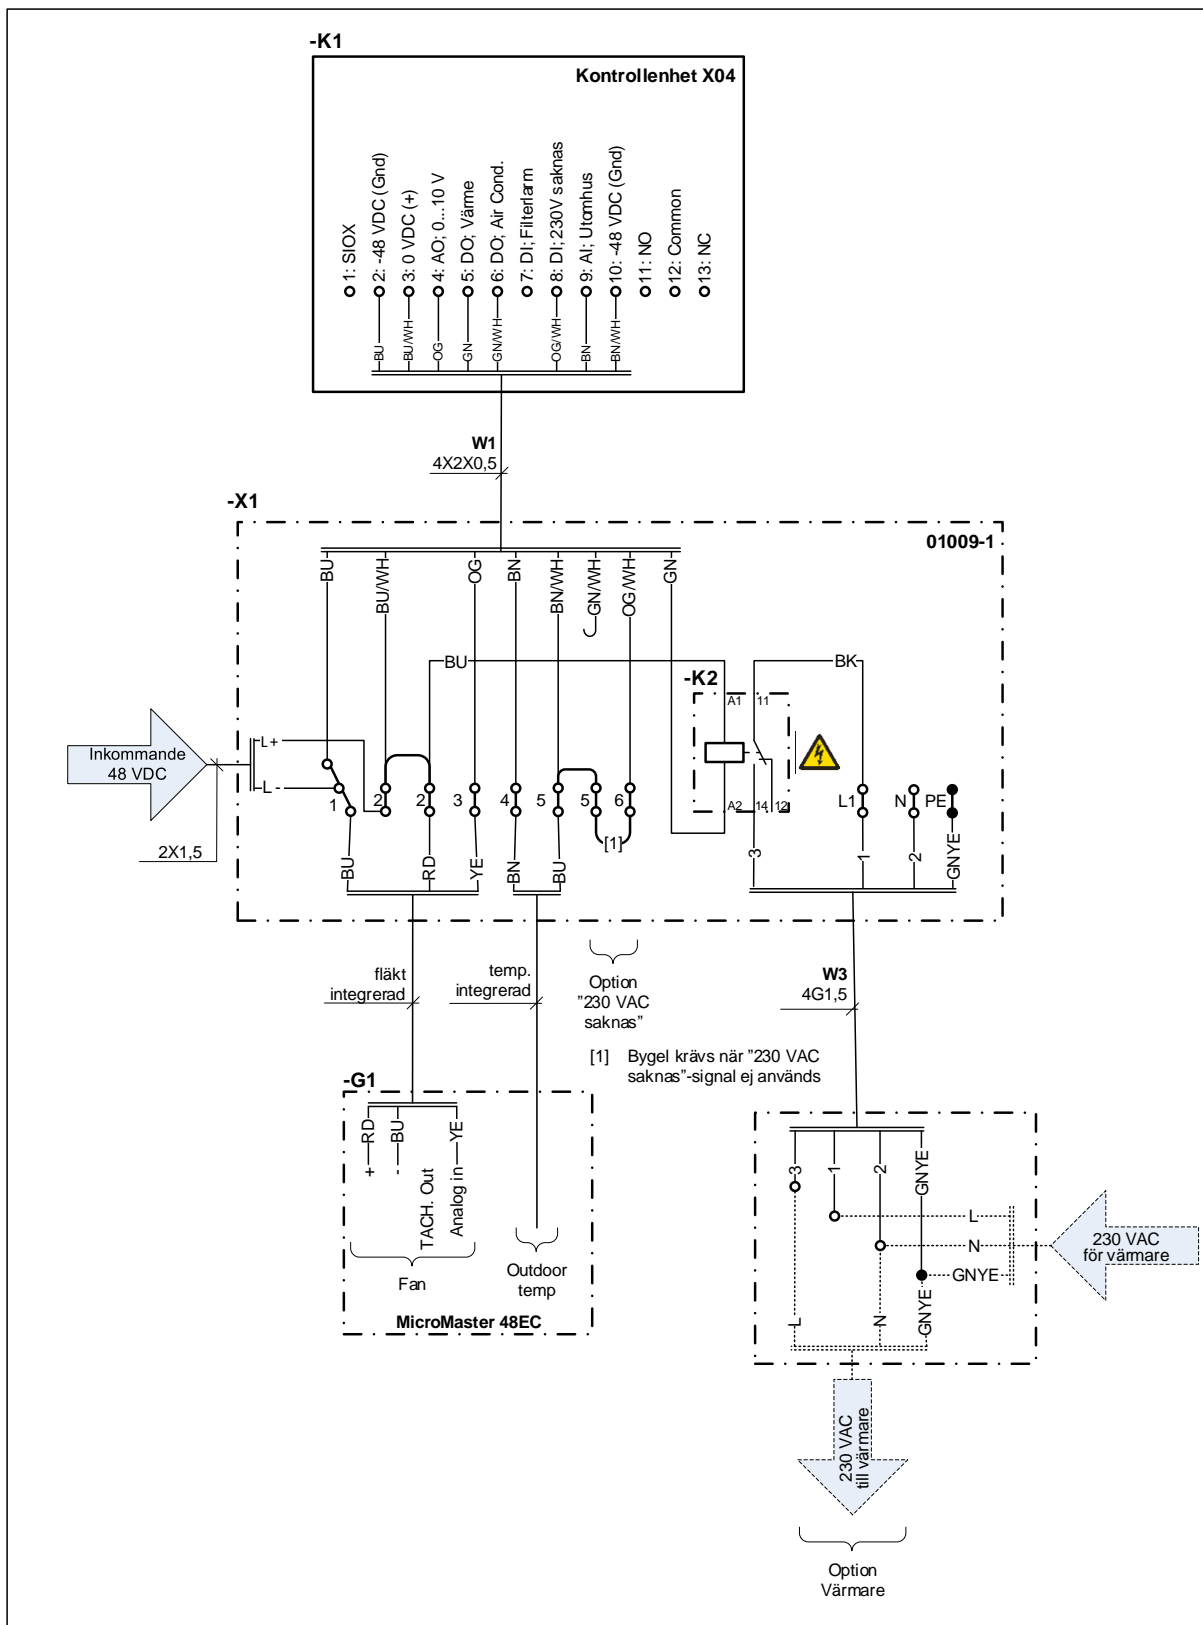 -K1
Kontrollenhet X04
1: SIOX
2: -48 VDC (Gnd)
3: 0 VDC (+)
4: AO; 0...10 V
5: DO; Värme
6: DO; Air Cond.
7: DI; Filterlarm
8: DI; 230V saknas
9: AI; Utomhus
10: -48 VDC (Gnd)
11: NO
12: Common
13: NC
BU
BU/WH
OG
GN
GN/WH
OG/WH
BN
BN/WH
W1
4X2X0,5
-X1
01009-1
BU
BU/WH
OG
BN
BN/WH
GN/WH
OG/WH
GN
BU
BK
-K2
A1
11
Inkommande
48 VDC
L+
L -
1
2
2
3
4
5
5
6
A2
14
12
L1
N
PE
[1]
2X1,5
BU
RD
YE
BN
BU
3
1
2
GNYE
fläkt
integrerad
temp.
integrerad
Option
"230 VAC
saknas"
W3
4G1,5
[1] Bygel krävs när "230 VAC
saknas"-signal ej används
-G1
RD
BU
YE
+
-
TACH. Out
Analog in
Fan
Outdoor
temp
MicroMaster 48EC
3
1
2
GNYE
L
N
GNYE
230 VAC
för värmare
L
N
GNYE
230 VAC
till värmare
Option
Värmare